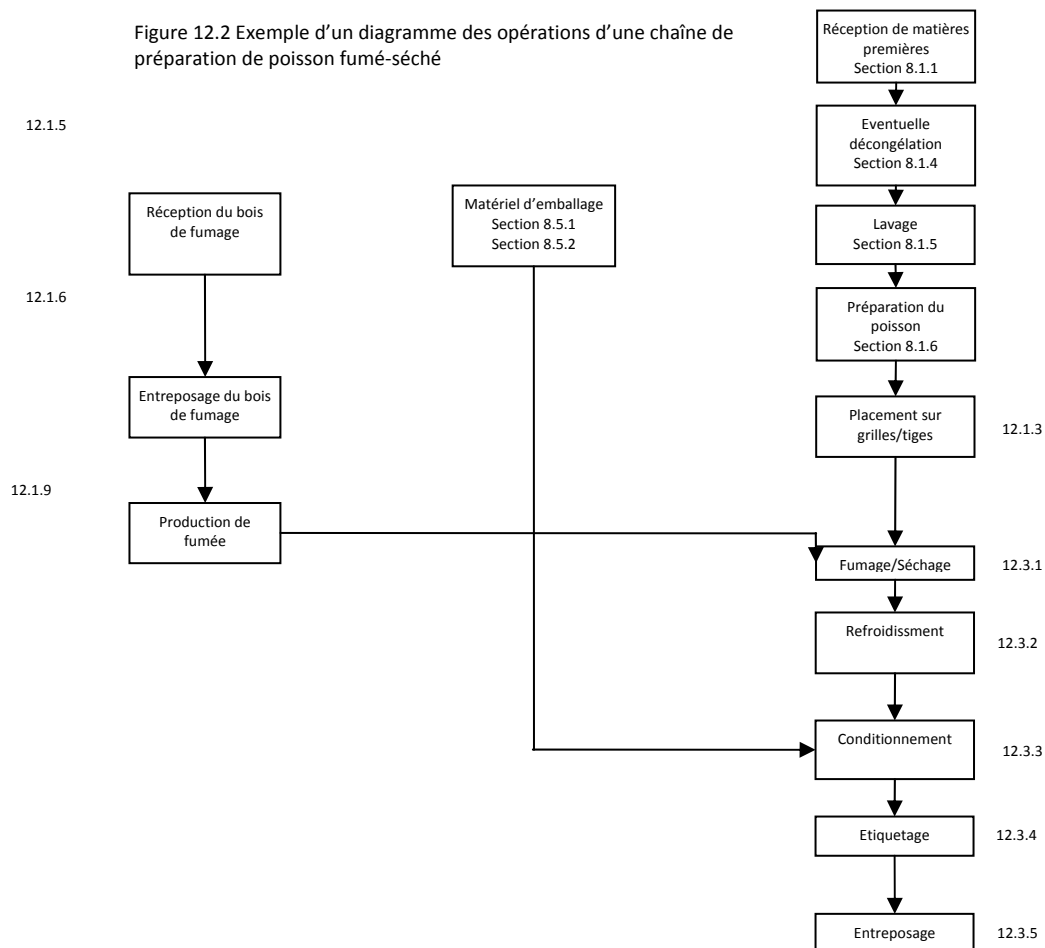 Figure 12.2 Exemple d’un diagramme des opérations d’une chaîne de
préparation de poisson fumé-séché
Réception de matières
premières
Section 8.1.1
12.1.5
Eventuelle
décongélation
Section 8.1.4
Réception du bois
de fumage
Matériel d’emballage
Section 8.5.1
Section 8.5.2
Lavage
Section 8.1.5
12.1.6
Préparation du
poisson
Section 8.1.6
Entreposage du bois
de fumage
Placement sur
grilles/tiges
12.1.3
12.1.9
Production de
fumée
Fumage/Séchage
12.3.1
Refroidissment
12.3.2
Conditionnement
12.3.3
Etiquetage
12.3.4
Entreposage
12.3.5